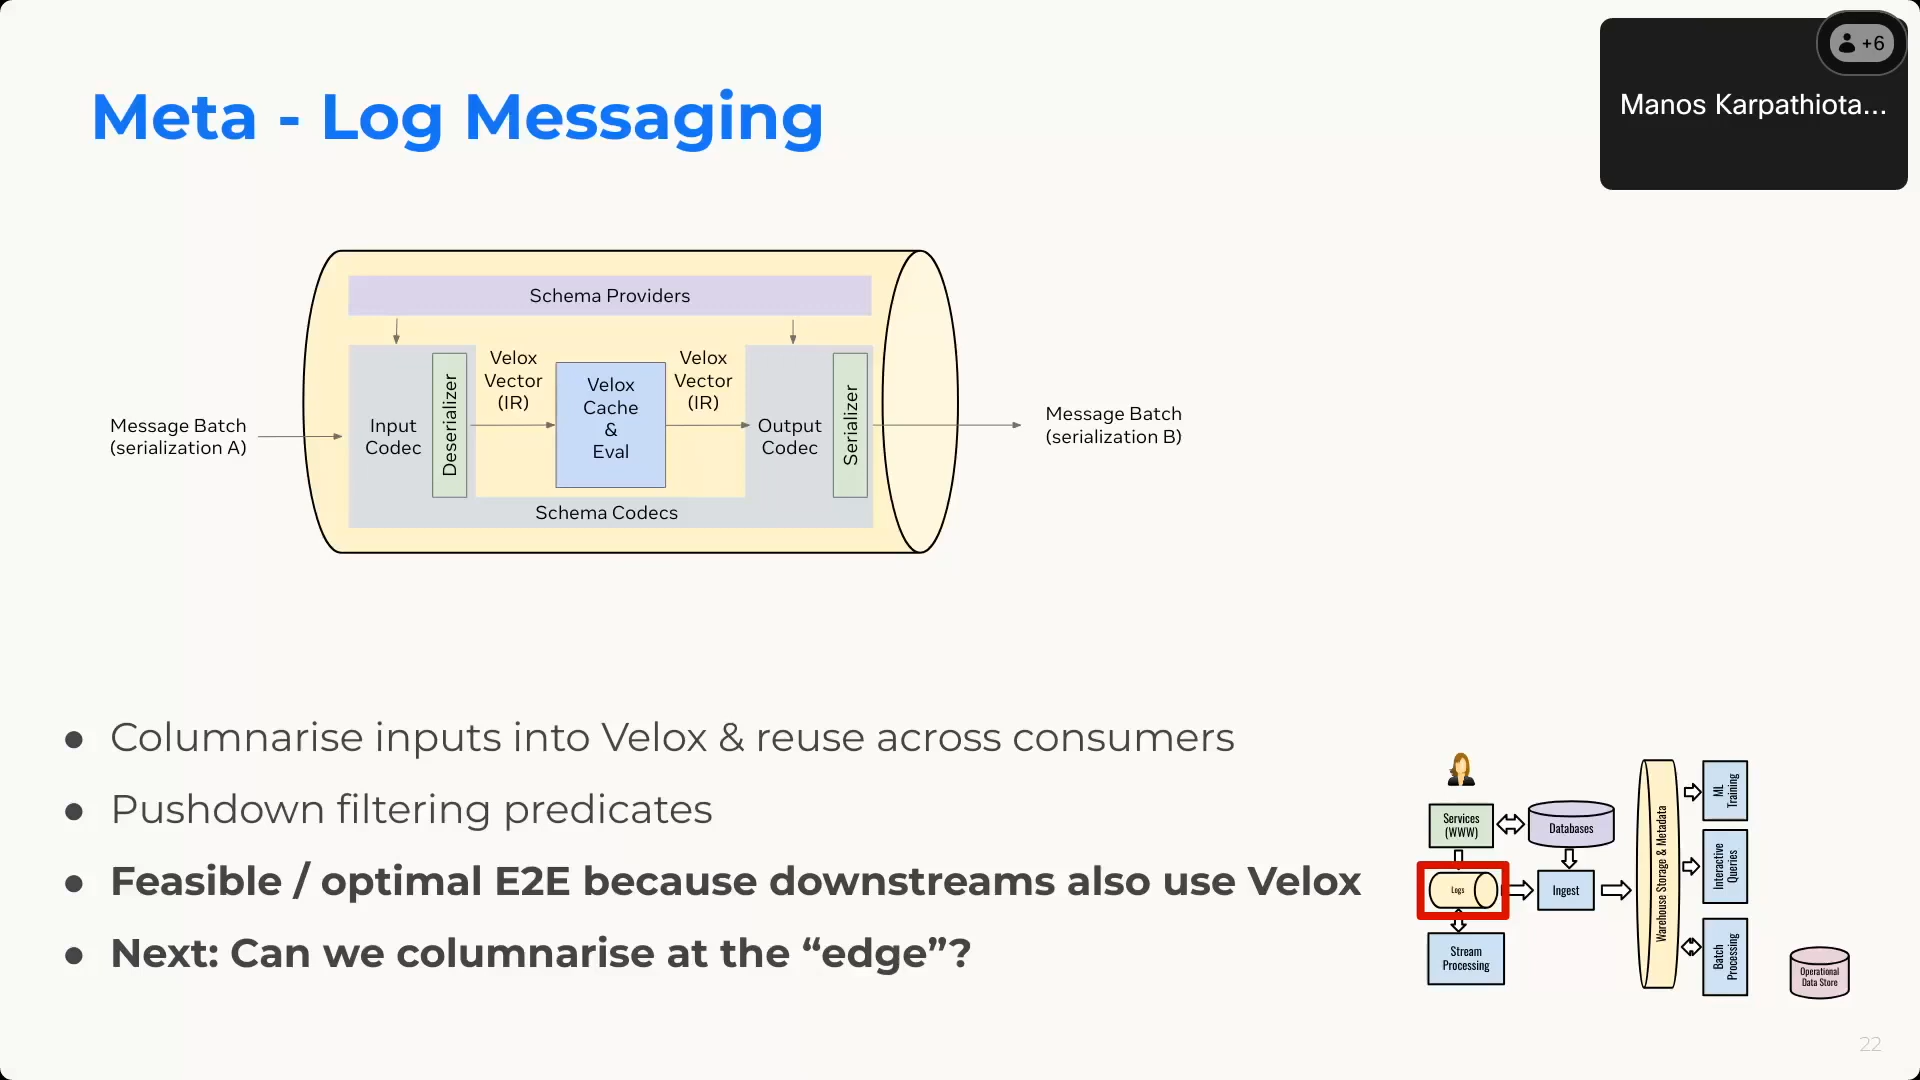 +6
Manos Karpathiota...
Meta - Log Messaging
Schema Providers
Message Batch
(serialization A)
Input
Codec
Deserializer
Velox
Vector
(IR)
Velox
Cache
&
Eval
Velox
Vector
(IR)
Output
Codec
Serializer
Schema Codecs
Message Batch
(serialization B)
● Columnarise inputs into Velox & reuse across consumers
● Pushdown filtering predicates
● Feasible / optimal E2E because downstreams also use Velox
● Next: Can we columnarise at the “edge”?
Services
(WWW)
Databases
Logs
Ingest
Stream
Processing
Warehouse Storage & Metadata
ML
Training
Interactive
Queries
Batch
Processing
Operational
Data Store
22